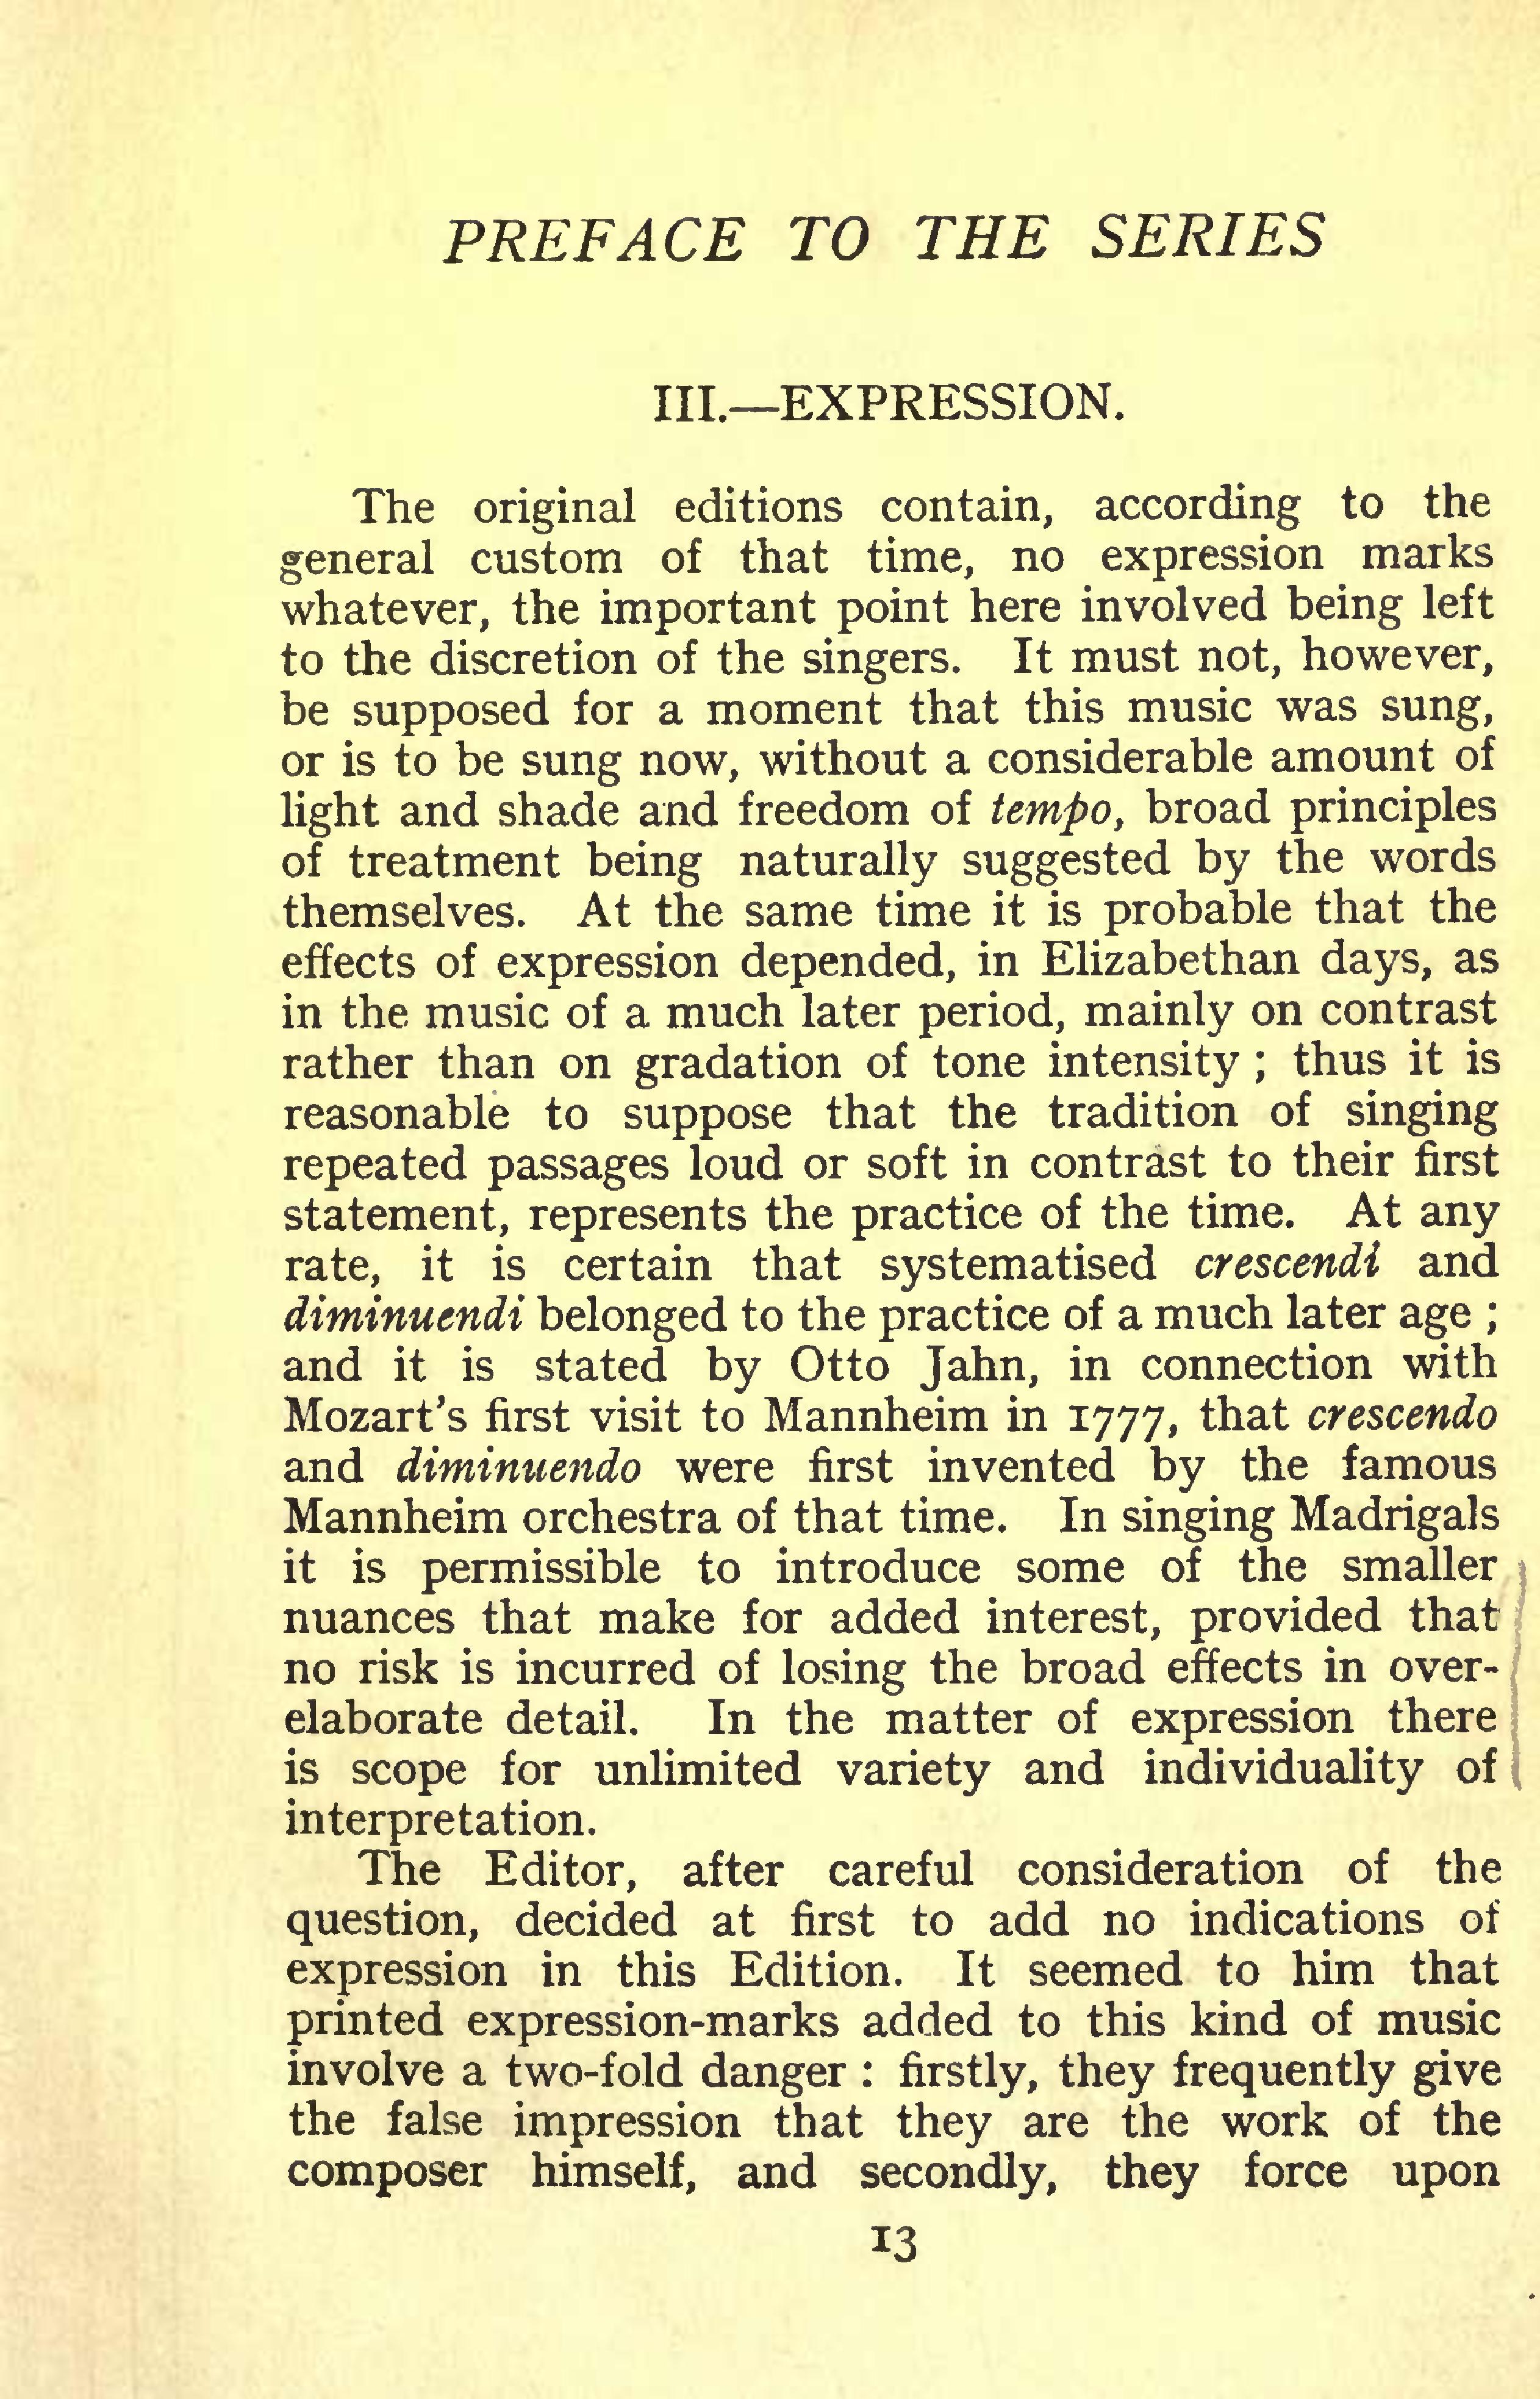 PREFACE TO THE SERIES
III.—EXPRESSION.
The original editions contain, according to the
general custom of that time, no expression marks
whatever, the important point here involved being left
to the discretion of the singers. It must not, however,
be supposed for a moment that this music was sung,
or is to be sung now, without a considerable amount of
light and shade and freedom of tempo, broad principles
of treatment being naturally suggested by the words
themselves. At the same time it is probable that the
effects of expression depended, in Elizabethan days, as
in the music of a much later period, mainly on contrast
rather than on gradation of tone intensity ; thus it is
reasonable to suppose that the tradition of singing
repeated passages loud or soft in contrast to their first
statement, represents the practice of the time. At any
rate, it is certain that systematised crescendi and
diminuendi belonged to the practice of a much later age ;
and it is stated by Otto Jahn, in connection with
Mozart's first visit to Mannheim in 1777, that crescendo
and diminuendo were first invented by the famous
Mannheim orchestra of that time. In singing Madrigals
it is permissible to introduce some of the smaller
nuances that make for added interest, provided that
no risk is incurred of losing the broad effects in over-
elaborate detail. In the matter of expression there
is scope for unlimited variety and individuality of
interpretation.
The Editor, after careful consideration of the
question, decided at first to add no indications of
expression in this Edition. It seemed to him that
printed expression-marks added to this kind of music
involve a two-fold danger : firstly, they frequently give
the false impression that they are the work of the
composer himself, and secondly, they force upon
13